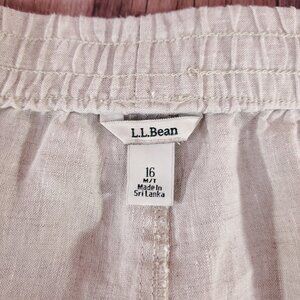 L.L.Bean
16
M/T
Made In
Sri Lanka